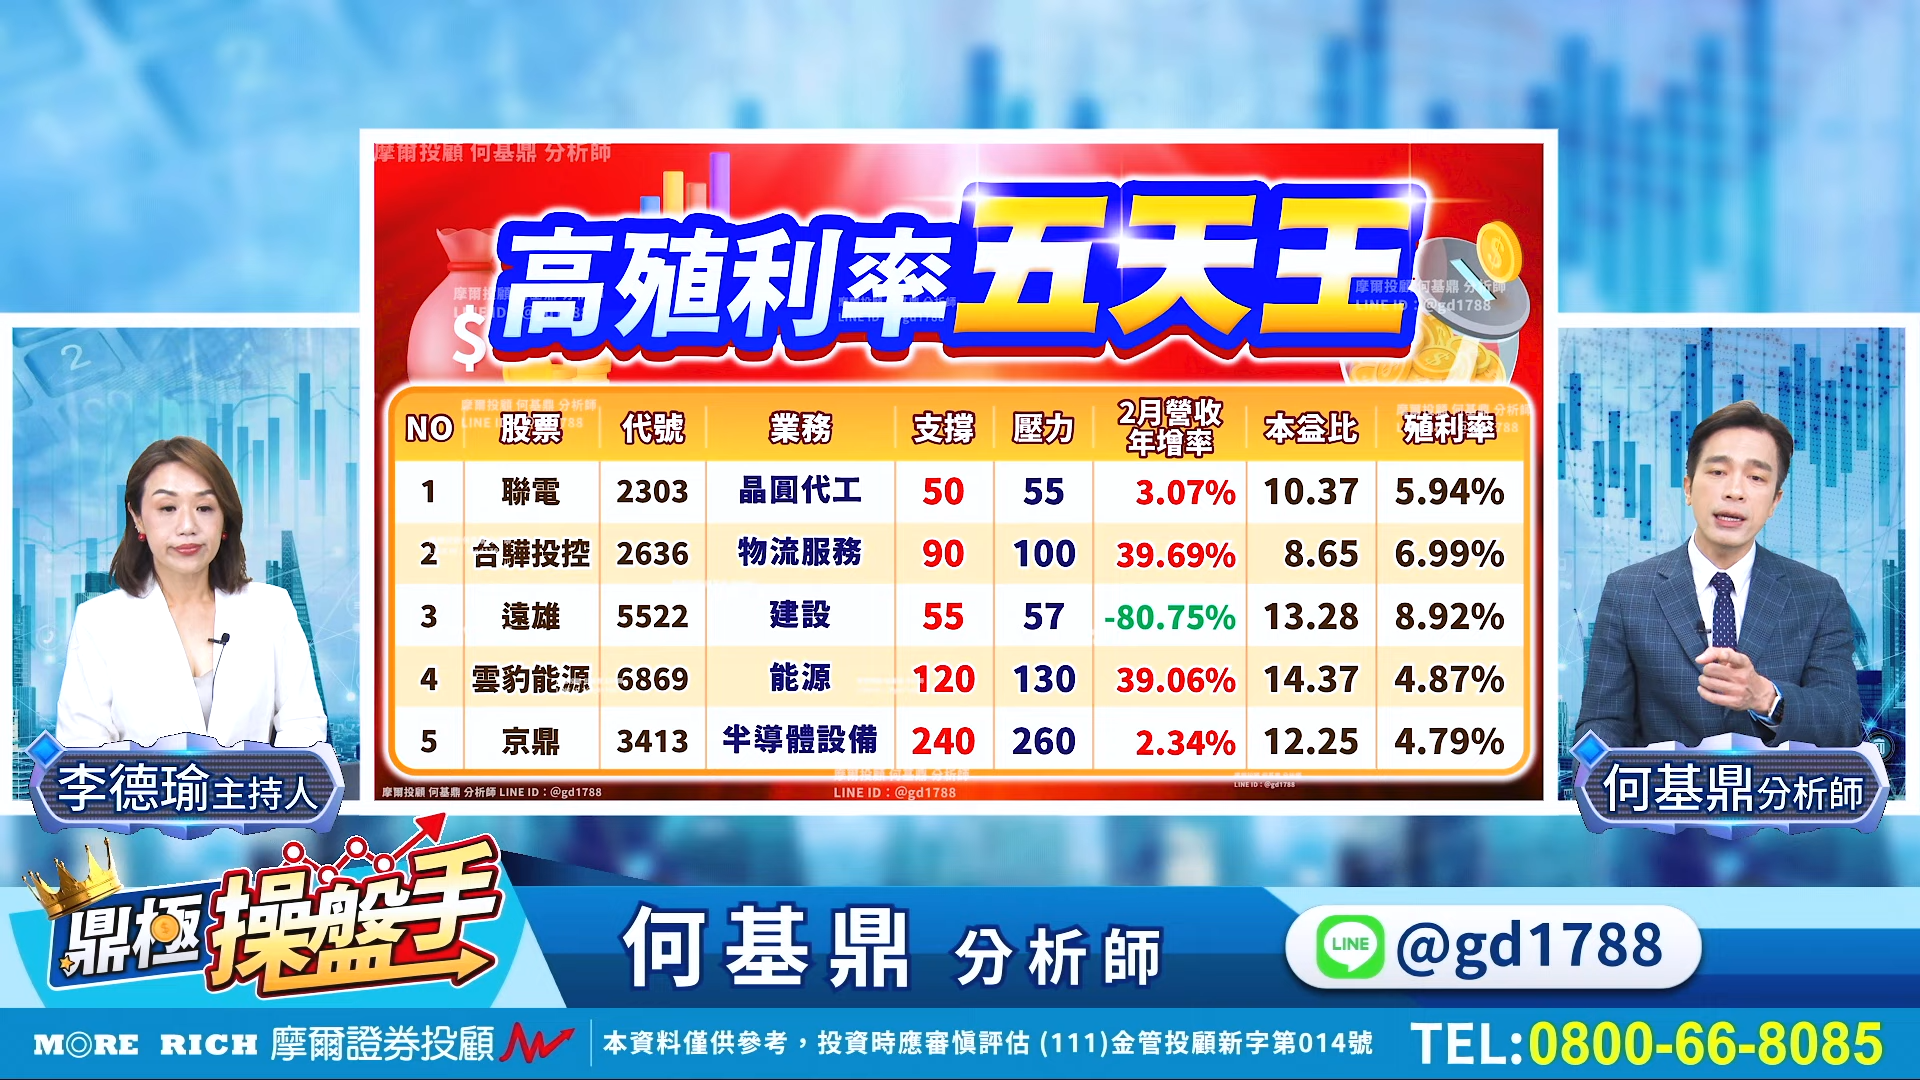 摩爾投顧 何基鼎 分析師
高殖利率五天王
NO 股票 代號 業務 支撐 壓力 2月營收年增率 本益比 殖利率
1 聯電 2303 晶圓代工 50 55 3.07% 10.37 5.94%
2 台驊投控 2636 物流服務 90 100 39.69% 8.65 6.99%
3 遠雄 5522 建設 55 57 -80.75% 13.28 8.92%
4 雲豹能源 6869 能源 120 130 39.06% 14.37 4.87%
5 京鼎 3413 半導體設備 240 260 2.34% 12.25 4.79%
摩爾投顧 何基鼎 分析師 LINE ID：@gd1788
摩爾投顧 何基鼎 分析師
LINE ID：@gd1788
李德瑜主持人
何基鼎分析師
鼎極操盤手
何基鼎 分析師
LINE @gd1788
MORE RICH 摩爾證券投顧
本資料僅供參考，投資時應審慎評估 (111)金管投顧新字第014號
TEL:0800-66-8085